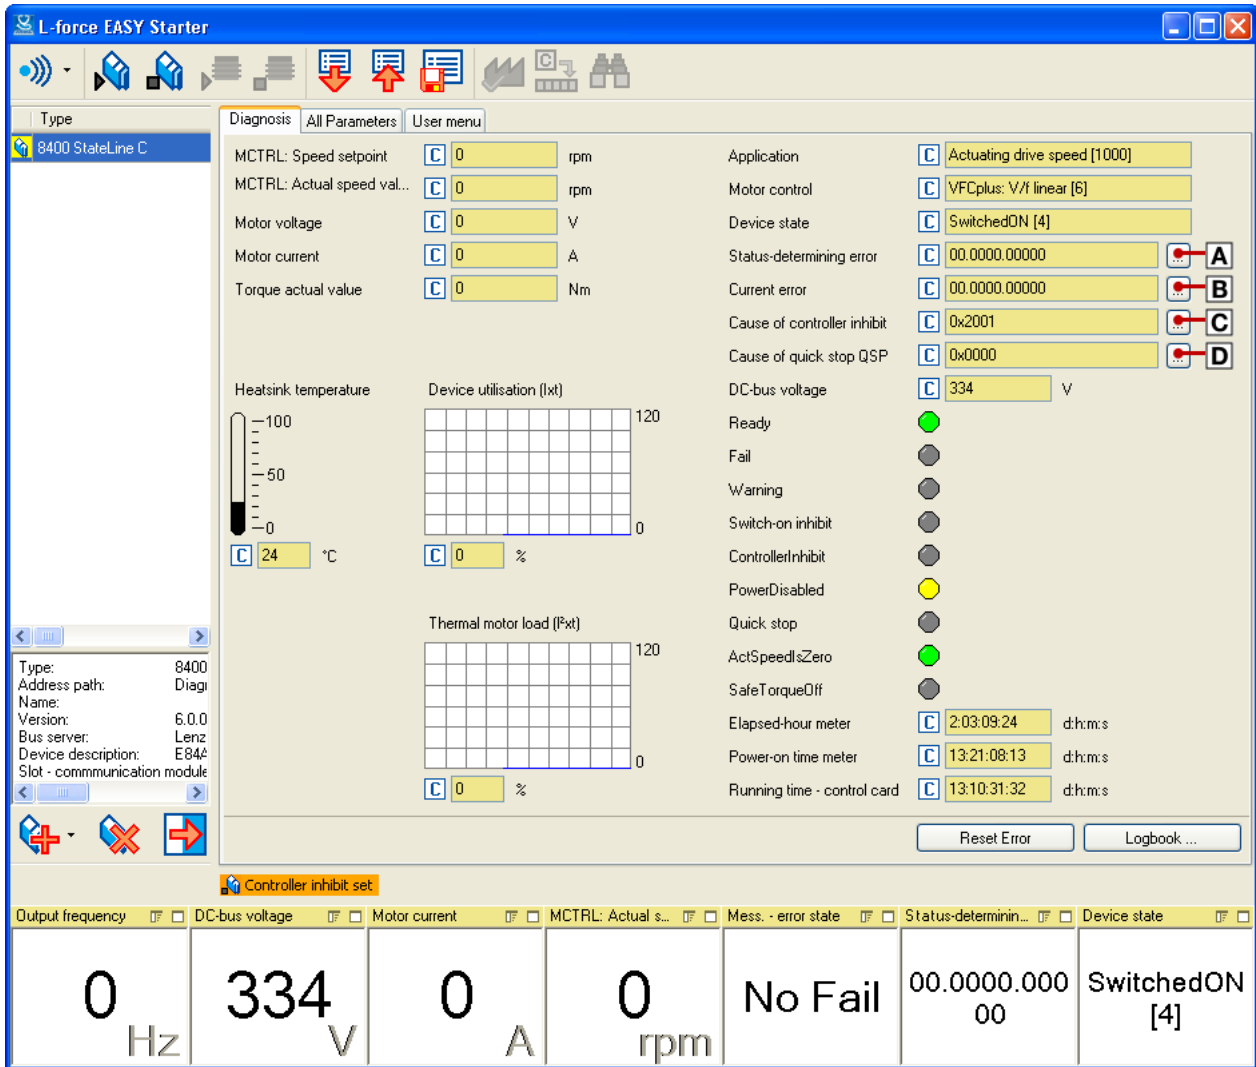 L-force EASY Starter
Type
8400 StateLine C
Diagnosis All Parameters User menu
MCTRL: Speed setpoint C 0 rpm
MCTRL: Actual speed val... C 0 rpm
Motor voltage C 0 V
Motor current C 0 A
Torque actual value C 0 Nm
Application C Actuating drive speed [1000]
Motor control C VFCplus: V/f linear [6]
Device state C SwitchedON [4]
Status-determining error C 00.0000.00000 ... A
Current error C 00.0000.00000 ... B
Cause of controller inhibit C 0x2001 ... C
Cause of quick stop QSP C 0x0000 ... D
DC-bus voltage C 334 V
Ready
Fail
Warning
Switch-on inhibit
ControllerInhibit
PowerDisabled
Quick stop
ActSpeedIsZero
SafeTorqueOff
Elapsed-hour meter C 2:03:09:24 d:h:m:s
Power-on time meter C 13:21:08:13 d:h:m:s
Running time - control card C 13:10:31:32 d:h:m:s
Heatsink temperature
100
50
0
C 24 °C
Device utilisation (Ixt)
120
0
C 0 %
Thermal motor load (I²xt)
120
0
C 0 %
Reset Error Logbook ...
Type: 8400
Address path: Diagn
Name:
Version: 6.0.0
Bus server: Lenz
Device description: E84A
Slot - commmunication module
Controller inhibit set
Output frequency DC-bus voltage Motor current MCTRL: Actual s... Mess. - error state Status-determinin... Device state
0 Hz
334 V
0 A
0 rpm
No Fail
00.0000.000
00
SwitchedON
[4]